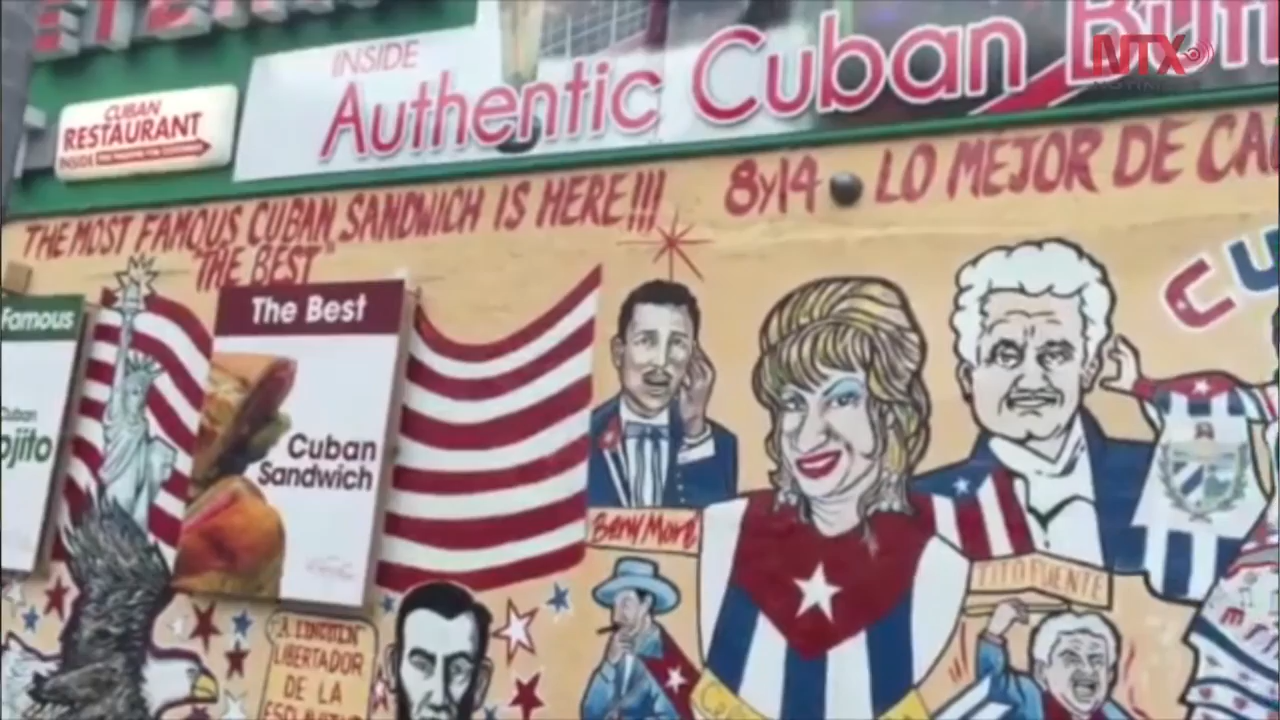 INSIDE
Authentic Cuban
NTX
CUBAN
RESTAURANT
INSIDE
THE MOST FAMOUS CUBAN SANDWICH IS HERE!!!
"THE BEST"
8y14 LO MEJOR DE
CU
Famous
The Best
Cuban
Sandwich
Cuban
ojito
Beny Moré
TITO PUENTE
"A. LINCOLN"
LIBERTADOR
DE LA